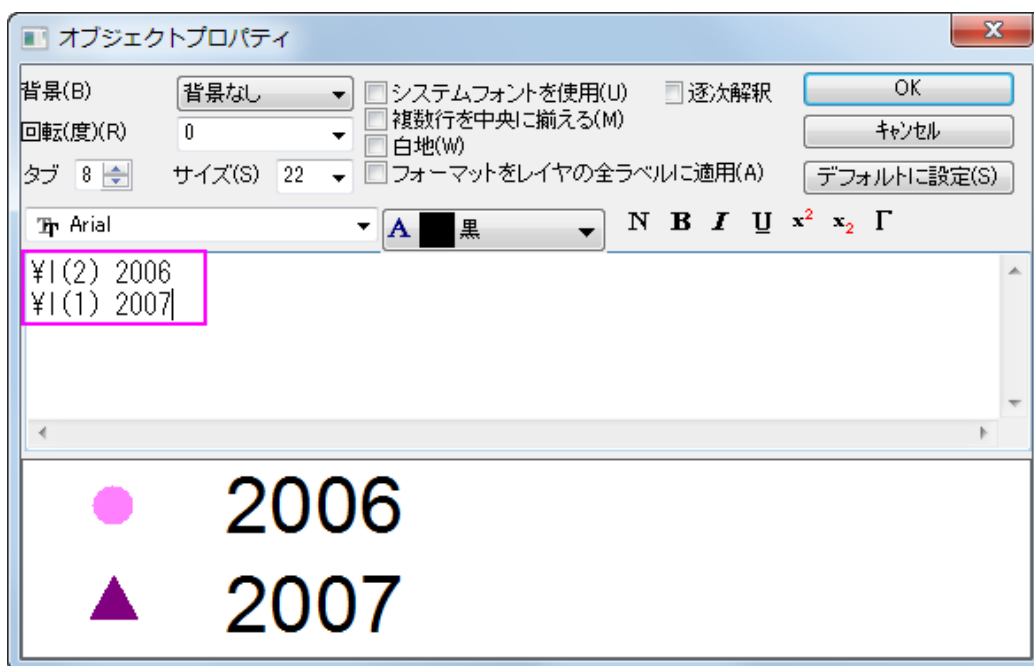 オブジェクトプロパティ
背景(B) 背景なし システムフォントを使用(U) 逐次解釈 OK
回転(度)(R) 0 複数行を中央に揃える(M) キャンセル
白地(W)
タブ 8 サイズ(S) 22 フォーマットをレイヤの全ラベルに適用(A) デフォルトに設定(S)
Arial A 黒 N B I U x² x₂ Γ
¥l(2) 2006
¥l(1) 2007
2006
2007